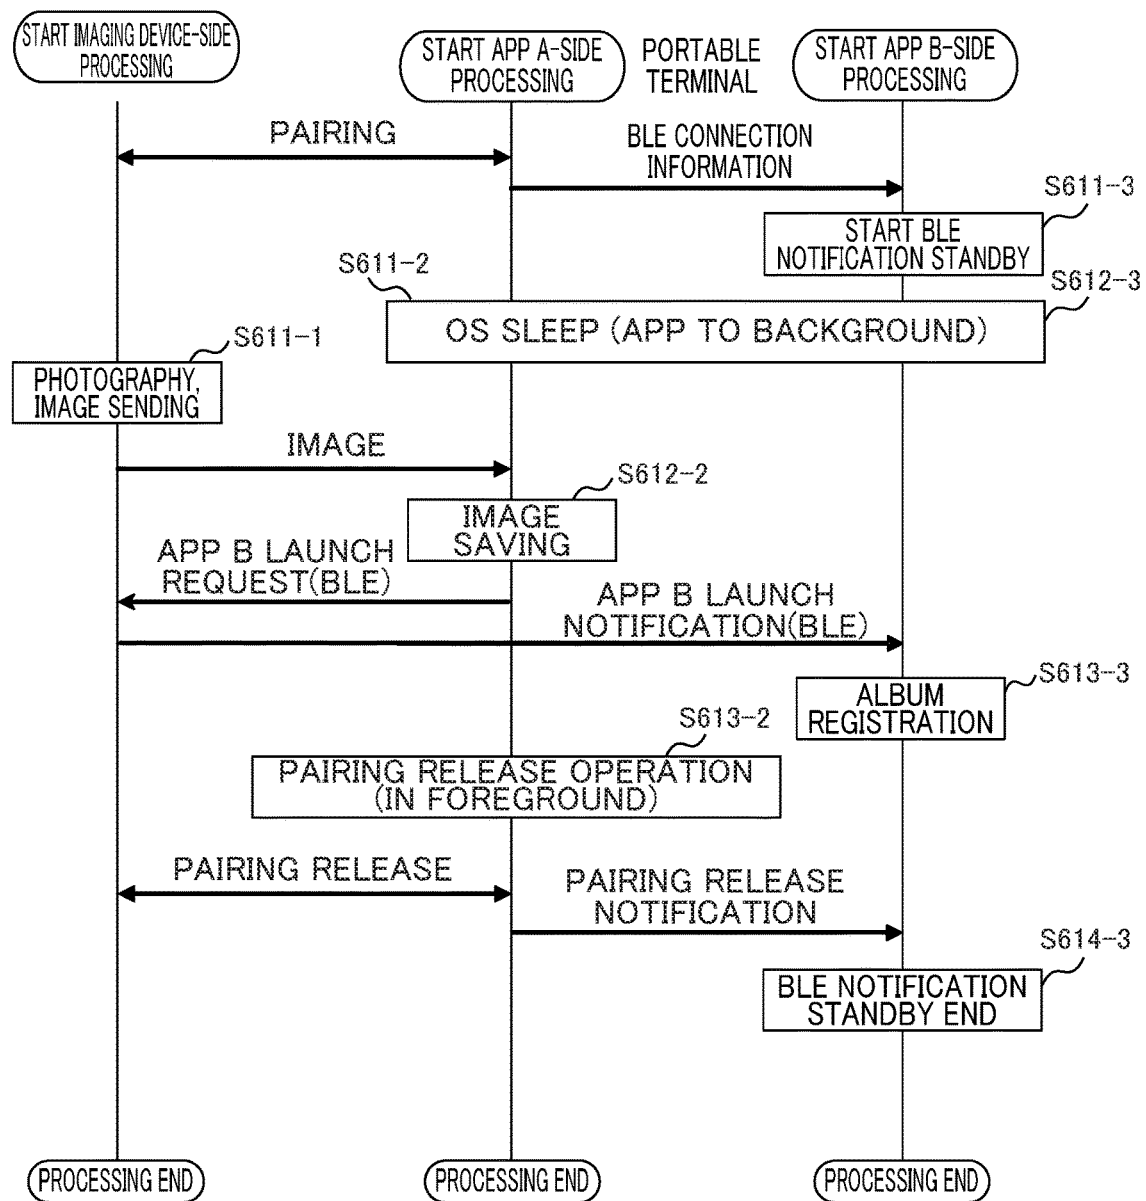 START IMAGING DEVICE-SIDE
PROCESSING
START APP A-SIDE
PROCESSING
PORTABLE
TERMINAL
START APP B-SIDE
PROCESSING
PAIRING
BLE CONNECTION
INFORMATION
S611-3
START BLE
NOTIFICATION STANDBY
S611-2
S612-3
OS SLEEP (APP TO BACKGROUND)
S611-1
PHOTOGRAPHY,
IMAGE SENDING
IMAGE
S612-2
IMAGE
SAVING
APP B LAUNCH
REQUEST(BLE)
APP B LAUNCH
NOTIFICATION(BLE)
S613-3
ALBUM
REGISTRATION
S613-2
PAIRING RELEASE OPERATION
(IN FOREGROUND)
PAIRING RELEASE
PAIRING RELEASE
NOTIFICATION
S614-3
BLE NOTIFICATION
STANDBY END
PROCESSING END
PROCESSING END
PROCESSING END